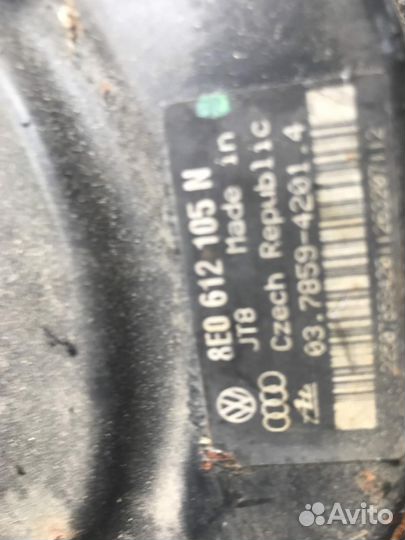 8E0 612 105 N
JT8 Made in
Czech Republic
03.7859-4201.4
Avito